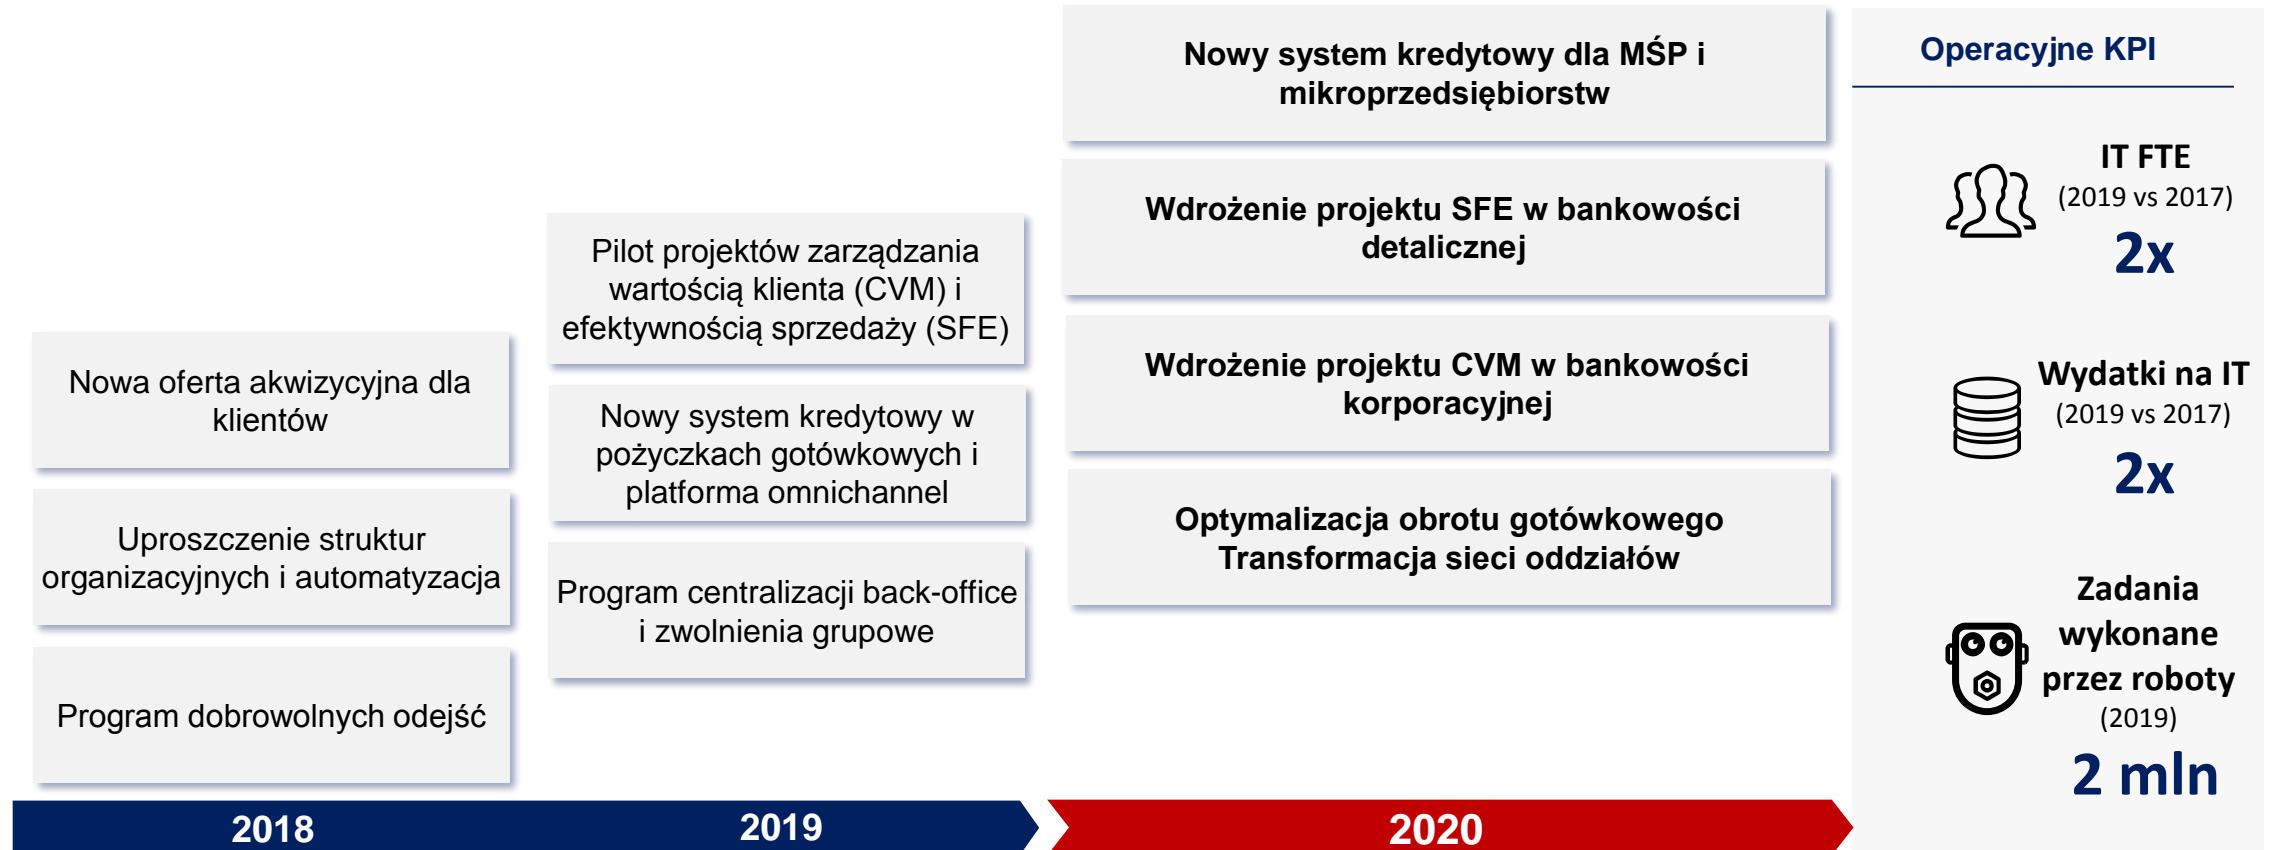 Nowa oferta akwizycyjna dla
klientów
Uproszczenie struktur
organizacyjnych i automatyzacja
Program dobrowolnych odejść
2018
Pilot projektów zarządzania
wartością klienta (CVM) i
efektywnością sprzedaży (SFE)
Nowy system kredytowy w
pożyczkach gotówkowych i
platforma omnichannel
Program centralizacji back-office
i zwolnienia grupowe
2019
Nowy system kredytowy dla MŚP i
mikroprzedsiębiorstw
Wdrożenie projektu SFE w bankowości
detalicznej
Wdrożenie projektu CVM w bankowości
korporacyjnej
Optymalizacja obrotu gotówkowego
Transformacja sieci oddziałów
2020
Operacyjne KPI
IT FTE
(2019 vs 2017)
2x
Wydatki na IT
(2019 vs 2017)
2x
Zadania
wykonane
przez roboty
(2019)
2 mln